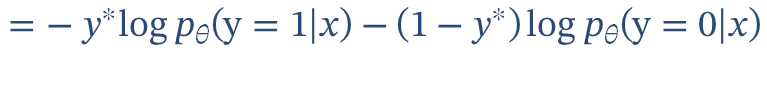 = − y*log pθ(y = 1|x) − (1 − y*)log pθ(y = 0|x)